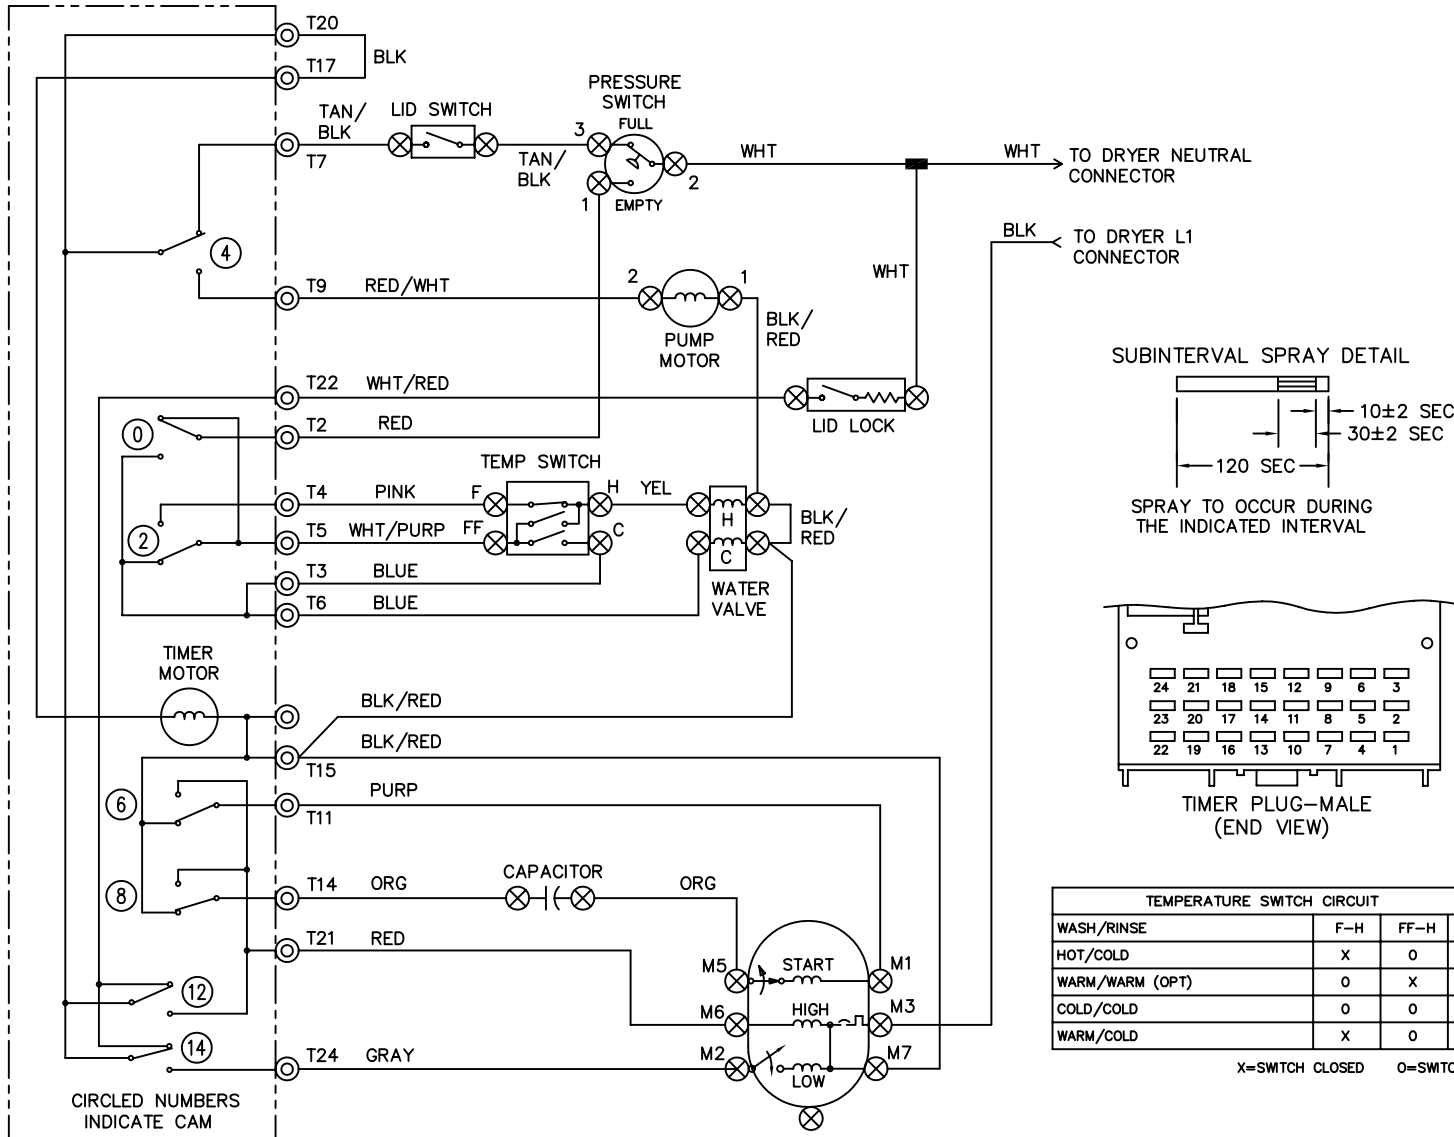 T20
BLK
T17
PRESSURE
SWITCH
FULL
TAN/
BLK
LID SWITCH
T7
3
TAN/
BLK
WHT
WHT
TO DRYER NEUTRAL
CONNECTOR
2
1
EMPTY
BLK
TO DRYER L1
CONNECTOR
4
WHT
T9
RED/WHT
2
1
BLK/
RED
PUMP
MOTOR
SUBINTERVAL SPRAY DETAIL
10±2 SEC
30±2 SEC
120 SEC
SPRAY TO OCCUR DURING
THE INDICATED INTERVAL
T22
WHT/RED
LID LOCK
0
T2
RED
TEMP SWITCH
T4
PINK
F
H
YEL
H
BLK/
RED
2
T5
WHT/PURP
FF
C
C
T3
BLUE
T6
BLUE
WATER
VALVE
TIMER
MOTOR
BLK/RED
BLK/RED
T15
24 21 18 15 12 9 6 3
23 20 17 14 11 8 5 2
22 19 16 13 10 7 4 1
TIMER PLUG-MALE
(END VIEW)
6
PURP
T11
8
T14
ORG
CAPACITOR
ORG
T21
RED
M5
START
M1
12
M6
HIGH
M3
14
T24
GRAY
M2
LOW
M7
CIRCLED NUMBERS
INDICATE CAM
TEMPERATURE SWITCH CIRCUIT
WASH/RINSE F-H FF-H
HOT/COLD X O
WARM/WARM (OPT) O X
COLD/COLD O O
WARM/COLD X O
X=SWITCH CLOSED O=SWITC